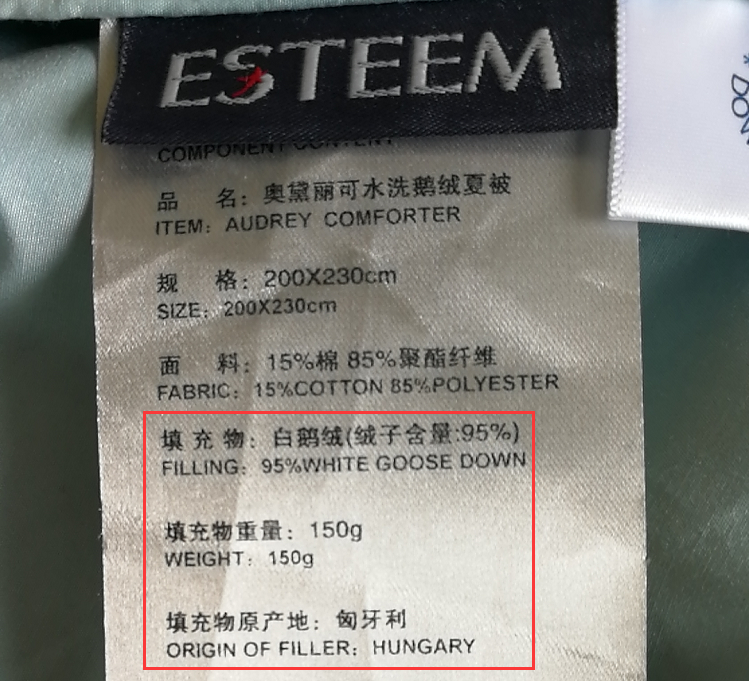 ESTEEM
COMPONENT CONTENT
品 名：奥黛丽可水洗鹅绒夏被
ITEM：AUDREY COMFORTER
规 格：200X230cm
SIZE：200X230cm
面 料：15%棉 85%聚酯纤维
FABRIC：15%COTTON 85%POLYESTER
填 充 物：白鹅绒(绒子含量:95%)
FILLING：95%WHITE GOOSE DOWN
填充物重量：150g
WEIGHT：150g
填充物原产地：匈牙利
ORIGIN OF FILLER：HUNGARY